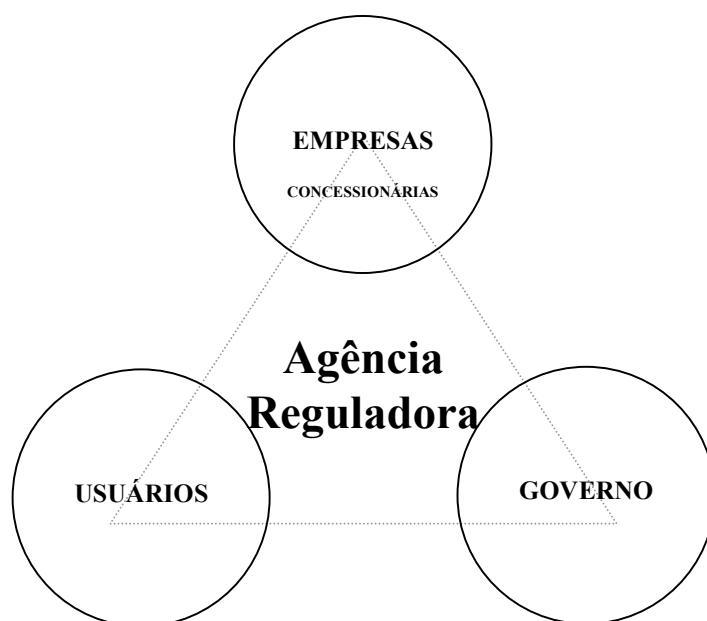 EMPRESAS
CONCESSIONÁRIAS
Agência
Reguladora
USUÁRIOS
GOVERNO